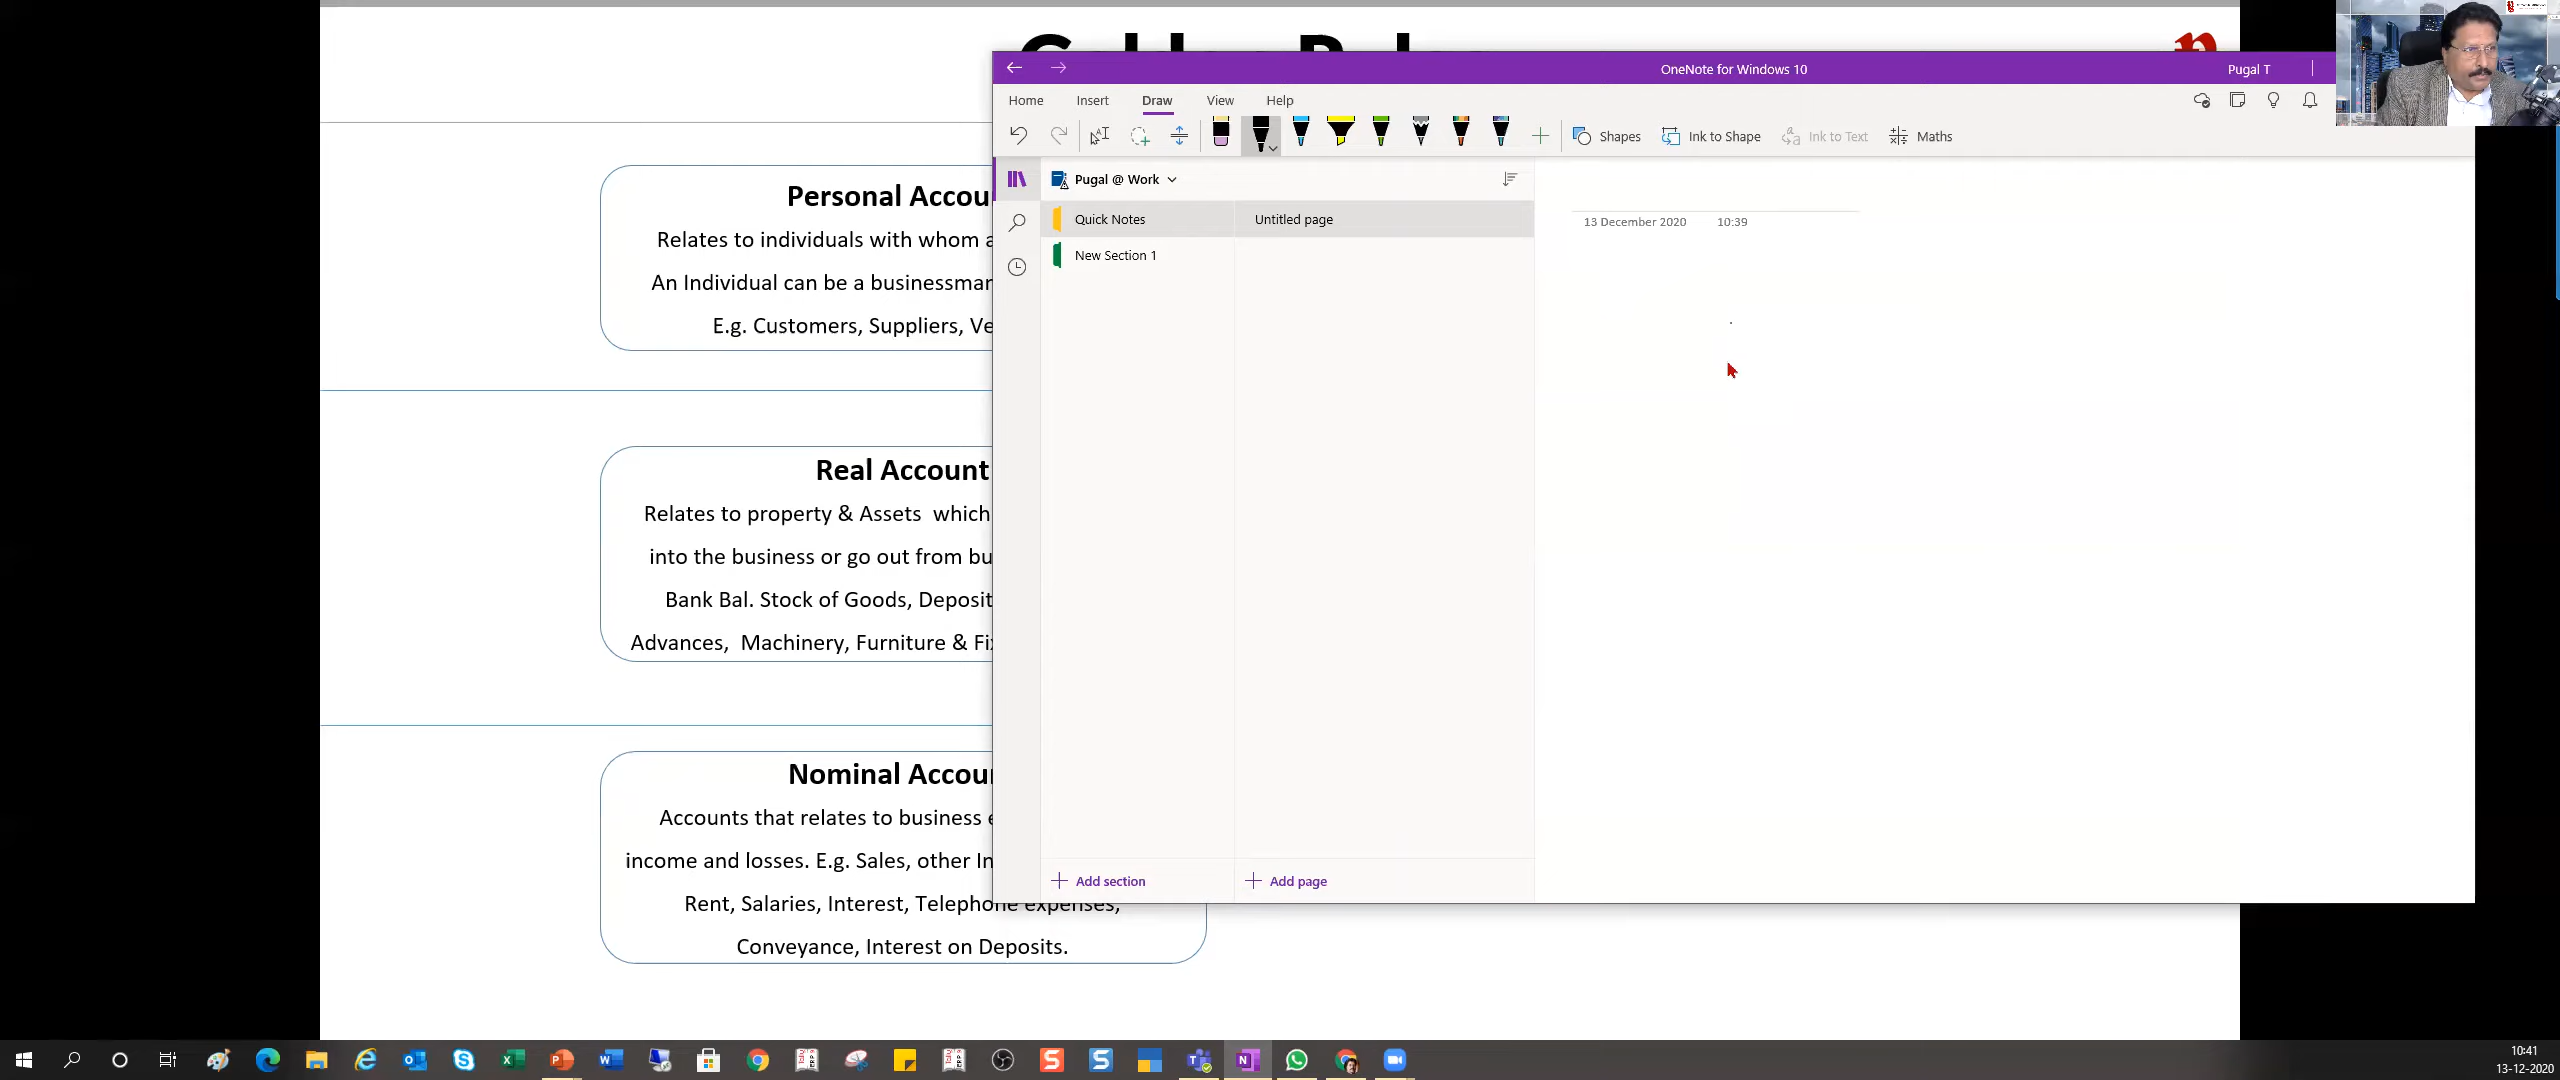 Personal Accou
Relates to individuals with whom
An Individual can be a businessman
E.g. Customers, Suppliers, Ve
Real Account
Relates to property & Assets which
into the business or go out from bu
Bank Bal. Stock of Goods, Deposit
Advances, Machinery, Furniture & Fi
Nominal Accou
Accounts that relates to business
income and losses. E.g. Sales, other In
Rent, Salaries, Interest, Telephone expenses,
Conveyance, Interest on Deposits.
OneNote for Windows 10
Pugal T
Home Insert Draw View Help
Shapes Ink to Shape Ink to Text Maths
Pugal @ Work
Quick Notes Untitled page
New Section 1
13 December 2020 10:39
Add section Add page
10:41
13-12-2020